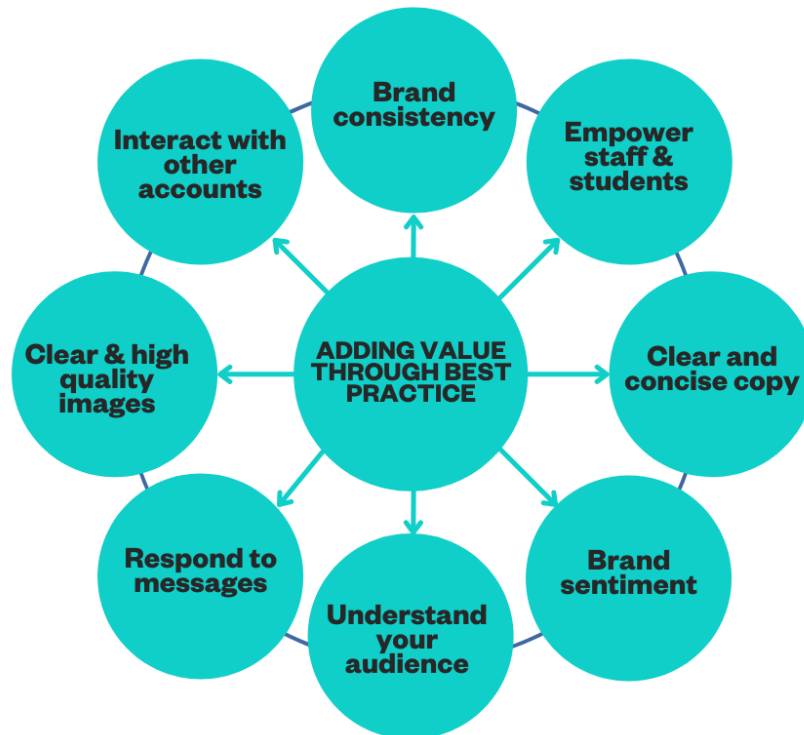 Brand
consistency
Empower
staff &
students
Clear and
concise copy
Brand
sentiment
Understand
your
audience
Respond to
messages
Clear & high
quality
images
Interact with
other
accounts
ADDING VALUE
THROUGH BEST
PRACTICE